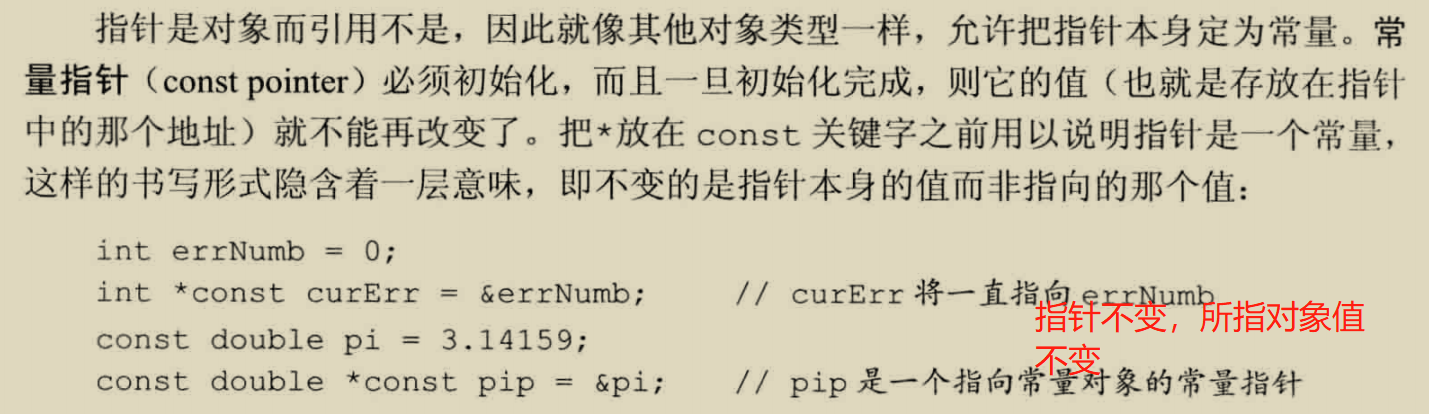 指针是对象而引用不是，因此就像其他对象类型一样，允许把指针本身定为常量。常
量指针（const pointer）必须初始化，而且一旦初始化完成，则它的值（也就是存放在指针
中的那个地址）就不能再改变了。把*放在 const 关键字之前用以说明指针是一个常量，
这样的书写形式隐含着一层意味，即不变的是指针本身的值而非指向的那个值：
int errNumb = 0;
int *const curErr = &errNumb; // curErr 将一直指向 errNumb
指针不变，所指对象值
不变
const double pi = 3.14159;
const double *const pip = &pi; // pip 是一个指向常量对象的常量指针